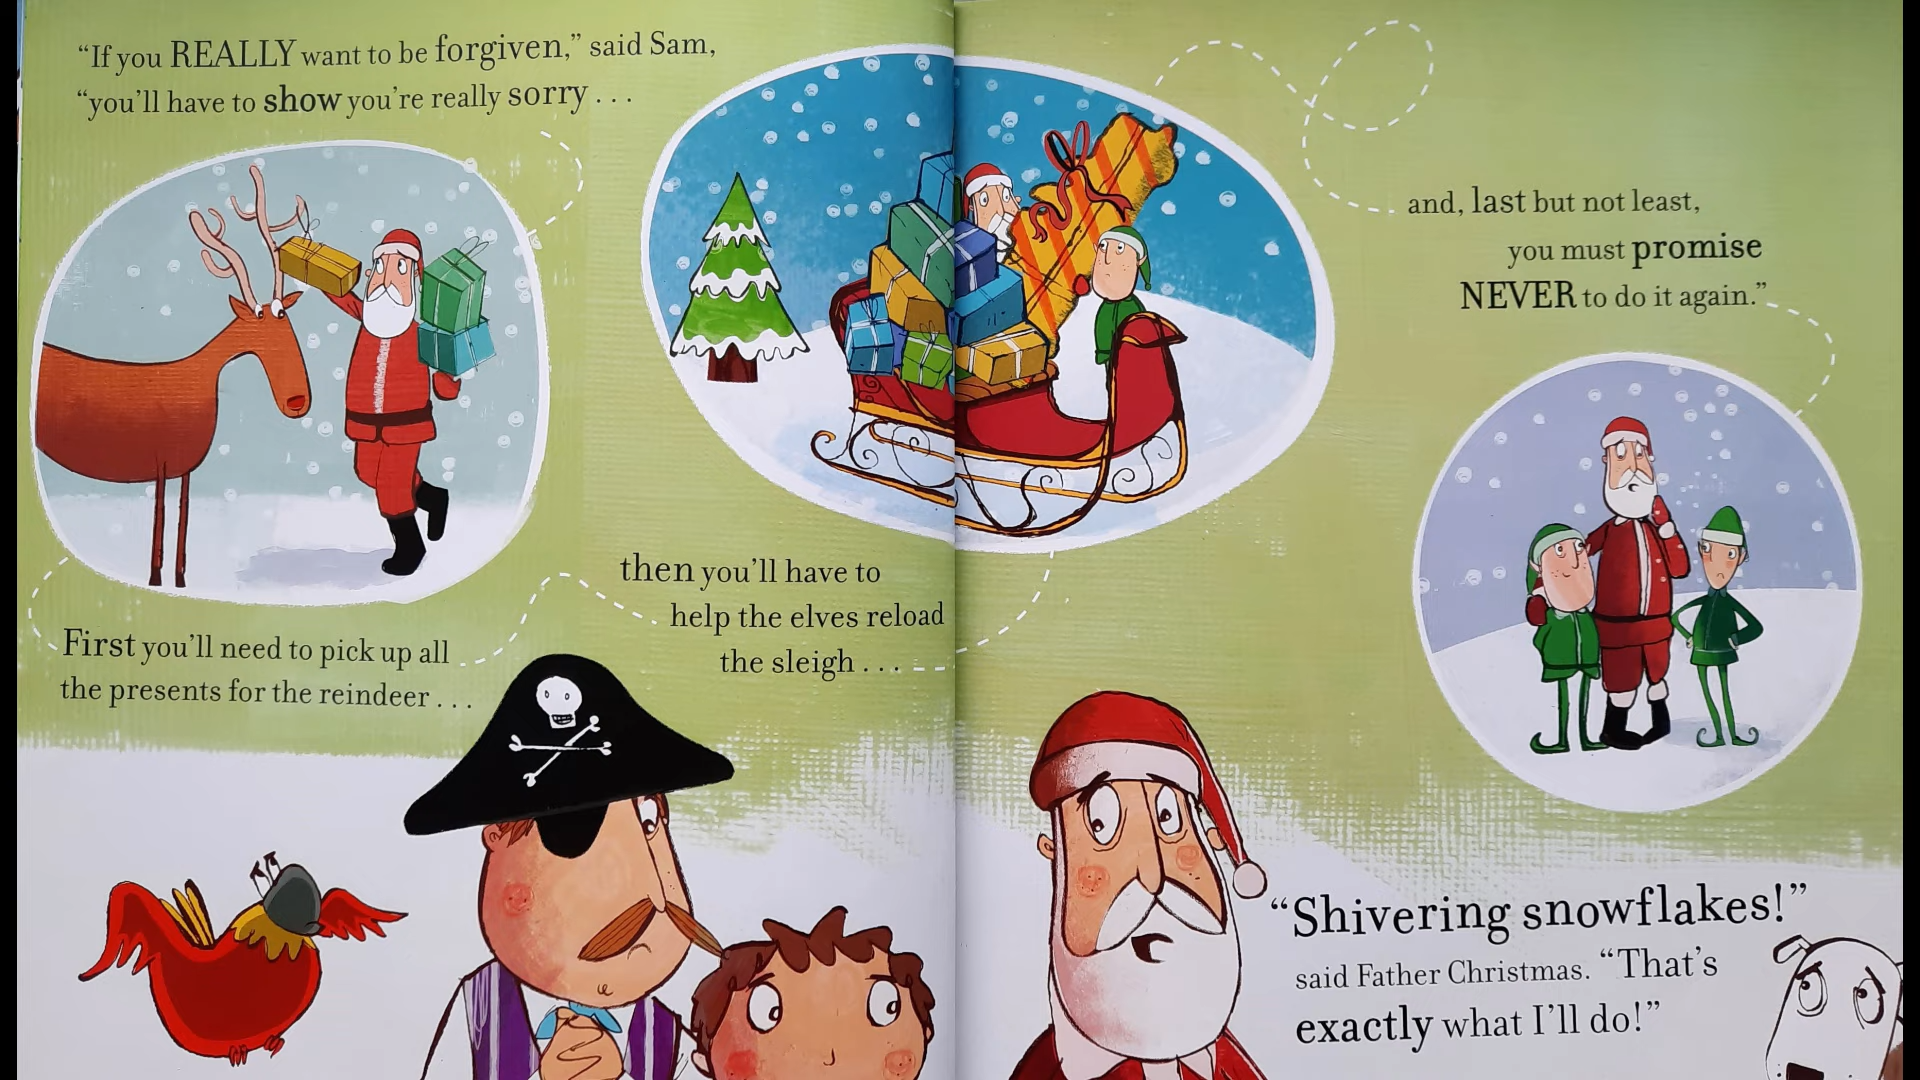 “If you REALLY want to be forgiven,” said Sam,
“you’ll have to show you’re really sorry . . .
First you’ll need to pick up all
the presents for the reindeer . . .
then you’ll have to
help the elves reload
the sleigh . . .
and, last but not least,
you must promise
NEVER to do it again.”
“Shivering snowflakes!”
said Father Christmas. “That’s
exactly what I’ll do!”